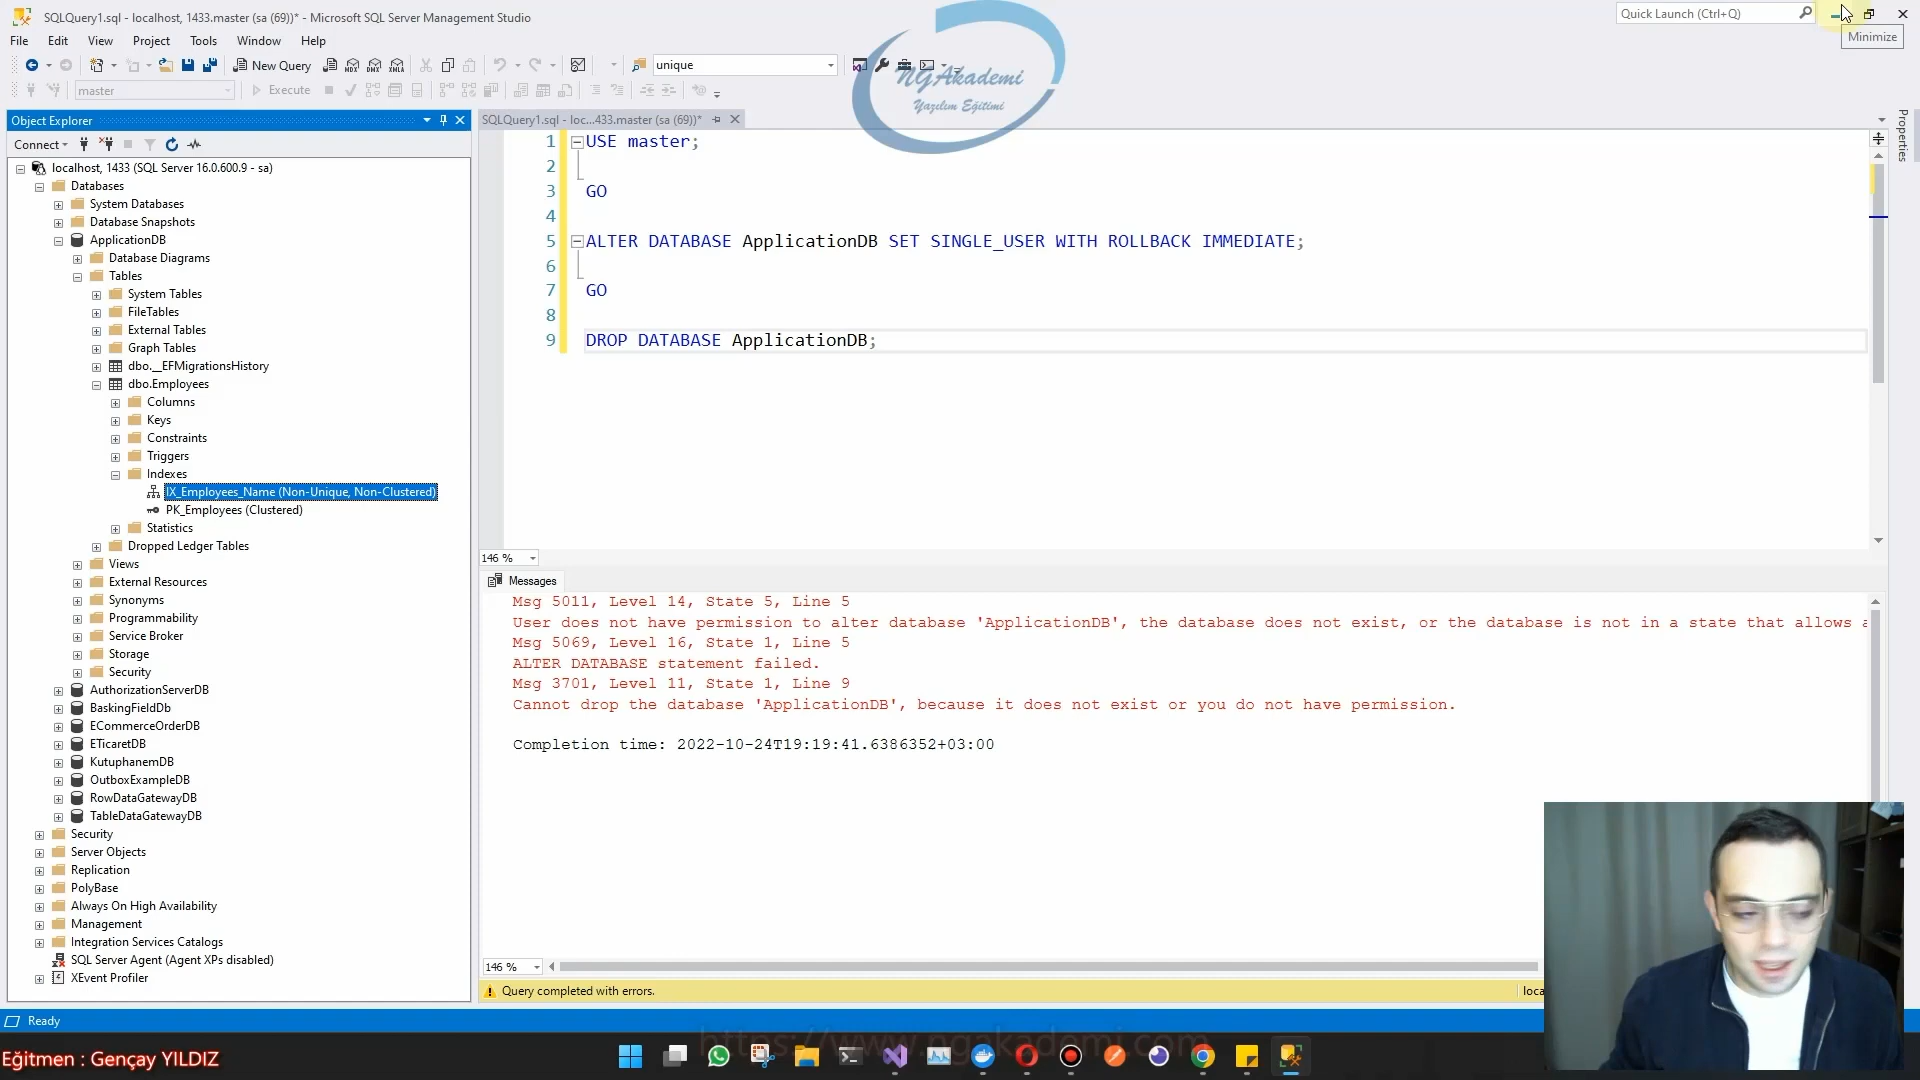 SQLQuery1.sql - localhost, 1433.master (sa (69))* - Microsoft SQL Server Management Studio
Quick Launch (Ctrl+Q)
Minimize
File Edit View Project Tools Window Help
New Query
MDX DMX XMLA
unique
master
Execute
NGAkademi
Yazılım Eğitimi
Object Explorer
Connect
localhost, 1433 (SQL Server 16.0.600.9 - sa)
Databases
System Databases
Database Snapshots
ApplicationDB
Database Diagrams
Tables
System Tables
FileTables
External Tables
Graph Tables
dbo.__EFMigrationsHistory
dbo.Employees
Columns
Keys
Constraints
Triggers
Indexes
IX_Employees_Name (Non-Unique, Non-Clustered)
PK_Employees (Clustered)
Statistics
Dropped Ledger Tables
Views
External Resources
Synonyms
Programmability
Service Broker
Storage
Security
AuthorizationServerDB
BaskingFieldDb
ECommerceOrderDB
ETicaretDB
KutuphanemDB
OutboxExampleDB
RowDataGatewayDB
TableDataGatewayDB
Security
Server Objects
Replication
PolyBase
Always On High Availability
Management
Integration Services Catalogs
SQL Server Agent (Agent XPs disabled)
XEvent Profiler
SQLQuery1.sql - loc...433.master (sa (69))*
Properties
1 USE master;
2
3 GO
4
5 ALTER DATABASE ApplicationDB SET SINGLE_USER WITH ROLLBACK IMMEDIATE;
6
7 GO
8
9 DROP DATABASE ApplicationDB;
146 %
Messages
Msg 5011, Level 14, State 5, Line 5
User does not have permission to alter database 'ApplicationDB', the database does not exist, or the database is not in a state that allows a
Msg 5069, Level 16, State 1, Line 5
ALTER DATABASE statement failed.
Msg 3701, Level 11, State 1, Line 9
Cannot drop the database 'ApplicationDB', because it does not exist or you do not have permission.
Completion time: 2022-10-24T19:19:41.6386352+03:00
146 %
Query completed with errors.
loca
Ready
Eğitmen : Gençay YILDIZ